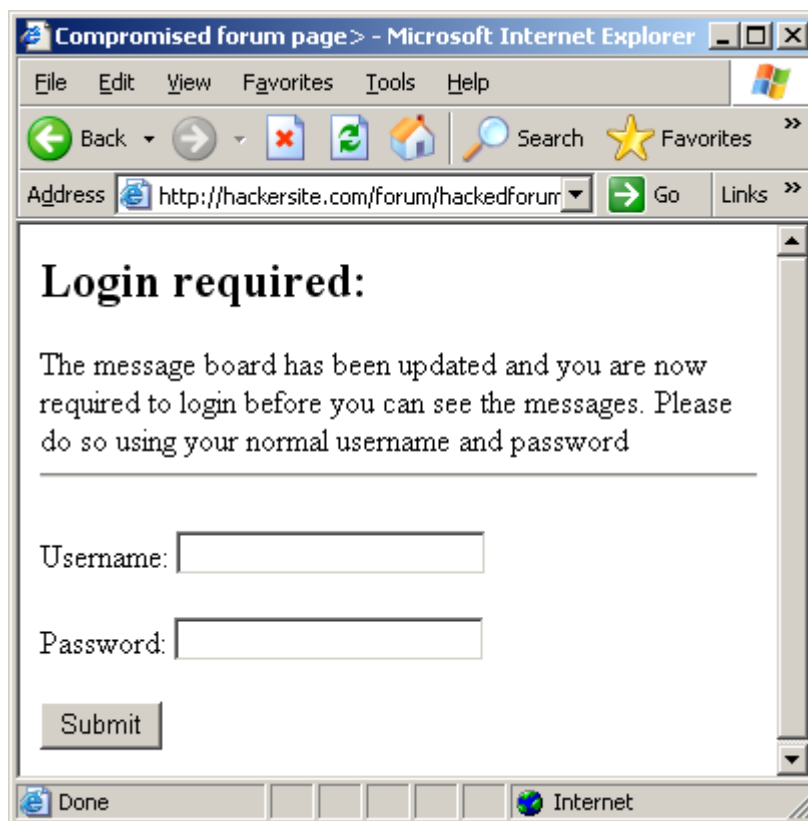 Compromised forum page> - Microsoft Internet Explorer
File Edit View Favorites Tools Help
Back Search Favorites »
Address http://hackersite.com/forum/hackedforum Go Links »
Login required:
The message board has been updated and you are now
required to login before you can see the messages. Please
do so using your normal username and password
Username:
Password:
Submit
Done Internet